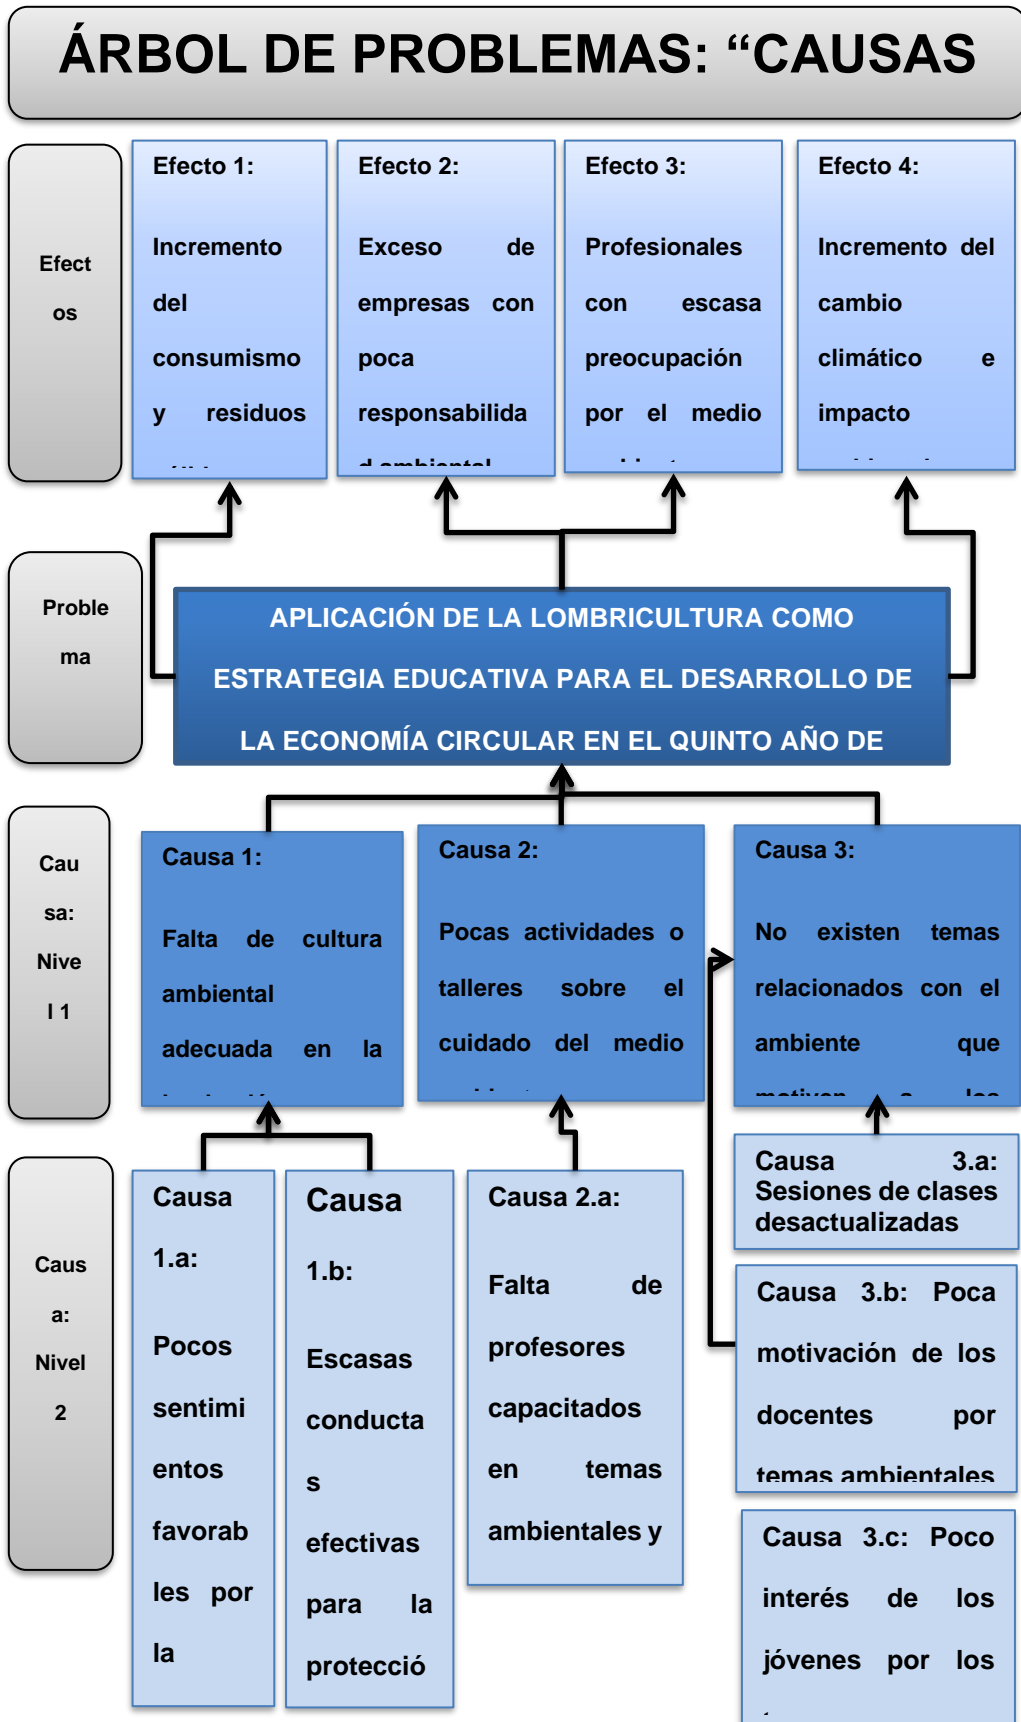 ÁRBOL DE PROBLEMAS: “CAUSAS
Efect
os
Efecto 1:
Incremento
del
consumismo
y residuos
Efecto 2:
Exceso de
empresas con
poca
responsabilida
d ambiental
Efecto 3:
Profesionales
con escasa
preocupación
por el medio
Efecto 4:
Incremento del
cambio
climático e
impacto
Proble
ma
APLICACIÓN DE LA LOMBRICULTURA COMO
ESTRATEGIA EDUCATIVA PARA EL DESARROLLO DE
LA ECONOMÍA CIRCULAR EN EL QUINTO AÑO DE
Cau
sa:
Nive
l 1
Causa 1:
Falta de cultura
ambiental
adecuada en la
Causa 2:
Pocas actividades o
talleres sobre el
cuidado del medio
Causa 3:
No existen temas
relacionados con el
ambiente que
motiven a los
Caus
a:
Nivel
2
Causa
1.a:
Pocos
sentimi
entos
favorab
les por
la
Causa
1.b:
Escasas
conducta
s
efectivas
para la
protecció
Causa 2.a:
Falta de
profesores
capacitados
en temas
ambientales y
Causa 3.a:
Sesiones de clases
desactualizadas
Causa 3.b: Poca
motivación de los
docentes por
temas ambientales
Causa 3.c: Poco
interés de los
jóvenes por los